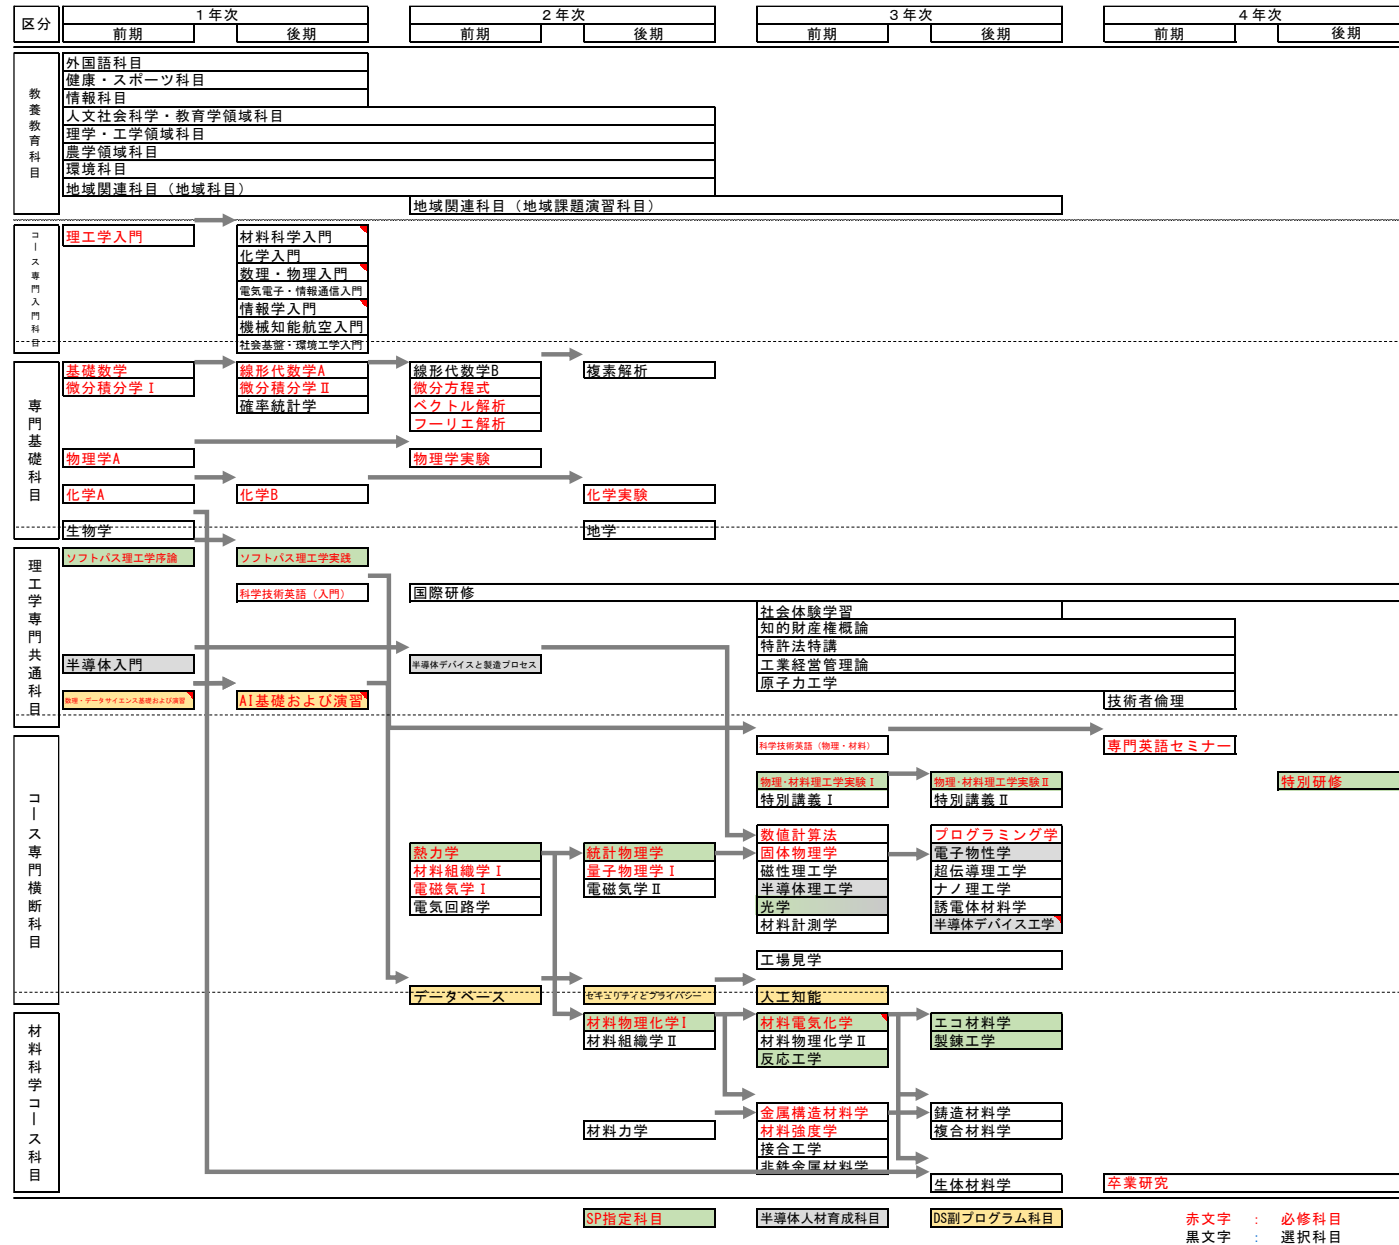 区分
１年次
２年次
３年次
４年次
前期
後期
前期
後期
前期
後期
前期
後期
教養教育科目
外国語科目
健康・スポーツ科目
情報科目
人文社会科学・教育学領域科目
理学・工学領域科目
農学領域科目
環境科目
地域関連科目（地域科目）
地域関連科目（地域課題演習科目）
コース専門入門科目
理工学入門
材料科学入門
化学入門
数理・物理入門
電気電子・情報通信入門
情報学入門
機械知能航空入門
社会基盤・環境工学入門
専門基礎科目
基礎数学
線形代数学A
線形代数学B
複素解析
微分積分学Ⅰ
微分積分学Ⅱ
微分方程式
確率統計学
ベクトル解析
フーリエ解析
物理学A
物理学実験
化学A
化学B
化学実験
生物学
地学
理工学専門共通科目
ソフトパス理工学序論
ソフトパス理工学実践
科学技術英語（入門）
国際研修
社会体験学習
知的財産権概論
特許法特講
半導体入門
半導体デバイスと製造プロセス
工業経営管理論
原子力工学
数理・データサイエンス基礎および演習
AI基礎および演習
技術者倫理
コース専門横断科目
科学技術英語（物理・材料）
専門英語セミナー
物理・材料理工学実験Ⅰ
物理・材料理工学実験Ⅱ
特別研修
特別講義Ⅰ
特別講義Ⅱ
数値計算法
プログラミング学
熱力学
統計物理学
固体物理学
電子物性学
材料組織学Ⅰ
量子物理学Ⅰ
磁性理工学
超伝導理工学
電磁気学Ⅰ
電磁気学Ⅱ
半導体理工学
ナノ理工学
電気回路学
光学
誘電体材料学
材料計測学
半導体デバイス工学
工場見学
データベース
セキュリティとプライバシー
人工知能
材料科学コース科目
材料物理化学Ⅰ
材料電気化学
エコ材料学
材料組織学Ⅱ
材料物理化学Ⅱ
製錬工学
反応工学
金属構造材料学
鋳造材料学
材料力学
材料強度学
複合材料学
接合工学
非鉄金属材料学
生体材料学
卒業研究
SP指定科目
半導体人材育成科目
DS副プログラム科目
赤文字 ： 必修科目
黒文字 ： 選択科目